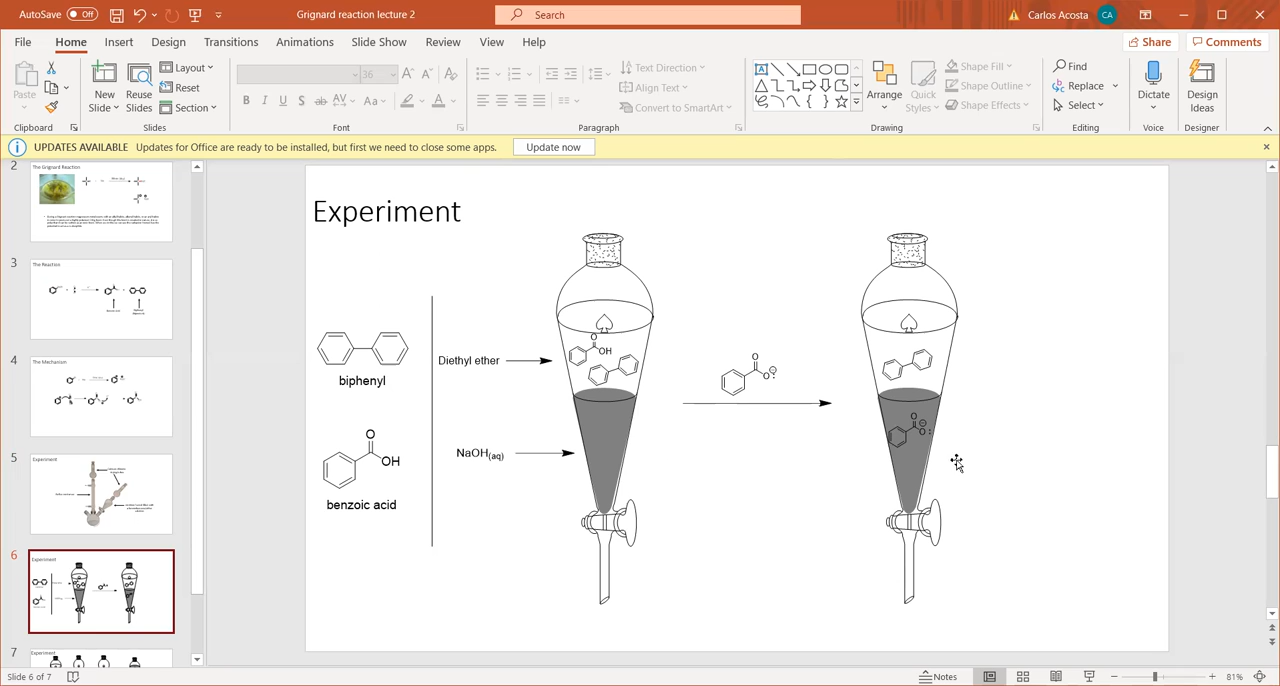 AutoSave Off Grignard reaction lecture 2 Search Carlos Acosta CA
File Home Insert Draw Design Transitions Animations Slide Show Review View Help Share Comments
Paste
Clipboard
New Slide
Reuse Slides
Layout
Reset
Section
Slides
36
B I U S ab AV Aa A
Font
Text Direction
Align Text
Convert to SmartArt
Paragraph
Arrange
Quick Styles
Shape Fill
Shape Outline
Shape Effects
Drawing
Find
Replace
Select
Editing
Dictate
Voice
Design Ideas
Designer
UPDATES AVAILABLE Updates for Office are ready to be installed, but first we need to close some apps. Update now
2
The Grignard Reaction
3
The Reaction
4
The Mechanism
5
Experiment
6
Experiment
7
Experiment
Experiment
biphenyl
O
OH
benzoic acid
Diethyl ether
NaOH(aq)
O
OH
O
O
O
O
Slide 6 of 7 Notes 81%